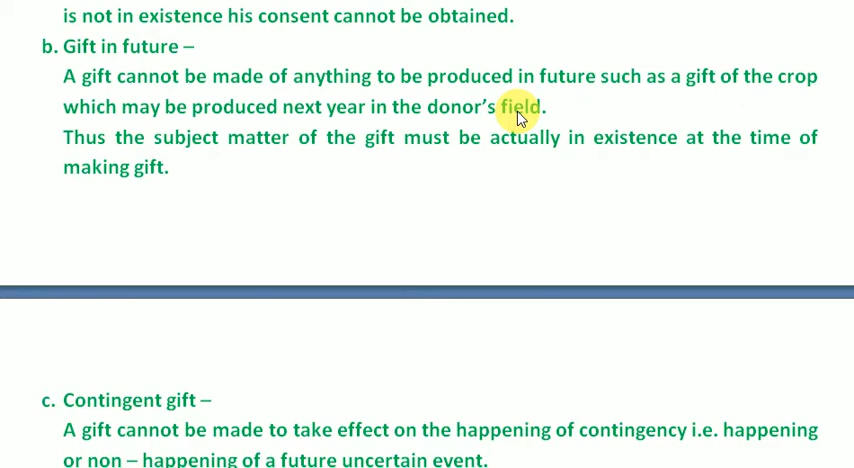 is not in existence his consent cannot be obtained.
b. Gift in future –
A gift cannot be made of anything to be produced in future such as a gift of the crop
which may be produced next year in the donor's field.
Thus the subject matter of the gift must be actually in existence at the time of
making gift.
c. Contingent gift –
A gift cannot be made to take effect on the happening of contingency i.e. happening
or non – happening of a future uncertain event.